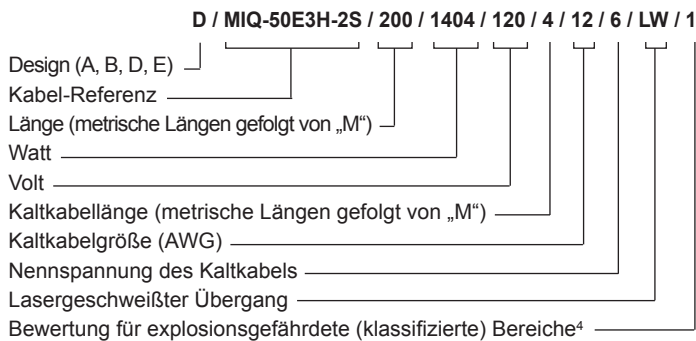 D / MIQ-50E3H-2S / 200 / 1404 / 120 / 4 / 12 / 6 / LW / 1
Design (A, B, D, E)
Kabel-Referenz
Länge (metrische Längen gefolgt von „M“)
Watt
Volt
Kaltkabellänge (metrische Längen gefolgt von „M“)
Kaltkabelgröße (AWG)
Nennspannung des Kaltkabels
Lasergeschweißter Übergang
Bewertung für explosionsgefährdete (klassifizierte) Bereiche⁴